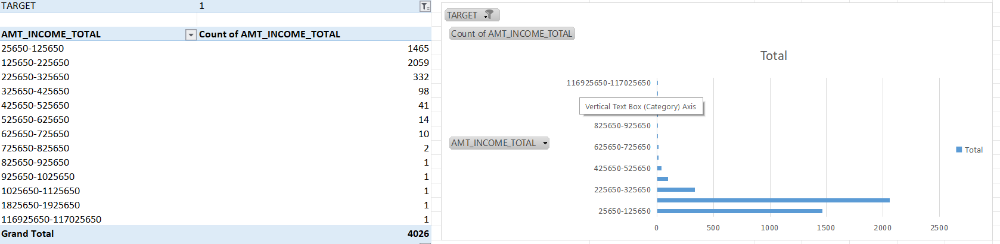 TARGET 1
AMT_INCOME_TOTAL Count of AMT_INCOME_TOTAL
25650-125650 1465
125650-225650 2059
225650-325650 332
325650-425650 98
425650-525650 41
525650-625650 14
625650-725650 10
725650-825650 2
825650-925650 1
925650-1025650 1
1025650-1125650 1
1825650-1925650 1
116925650-117025650 1
Grand Total 4026
TARGET
Count of AMT_INCOME_TOTAL
Total
116925650-117025650
Vertical Text Box (Category) Axis
825650-925650
AMT_INCOME_TOTAL
625650-725650
Total
425650-525650
225650-325650
25650-125650
0 500 1000 1500 2000 2500